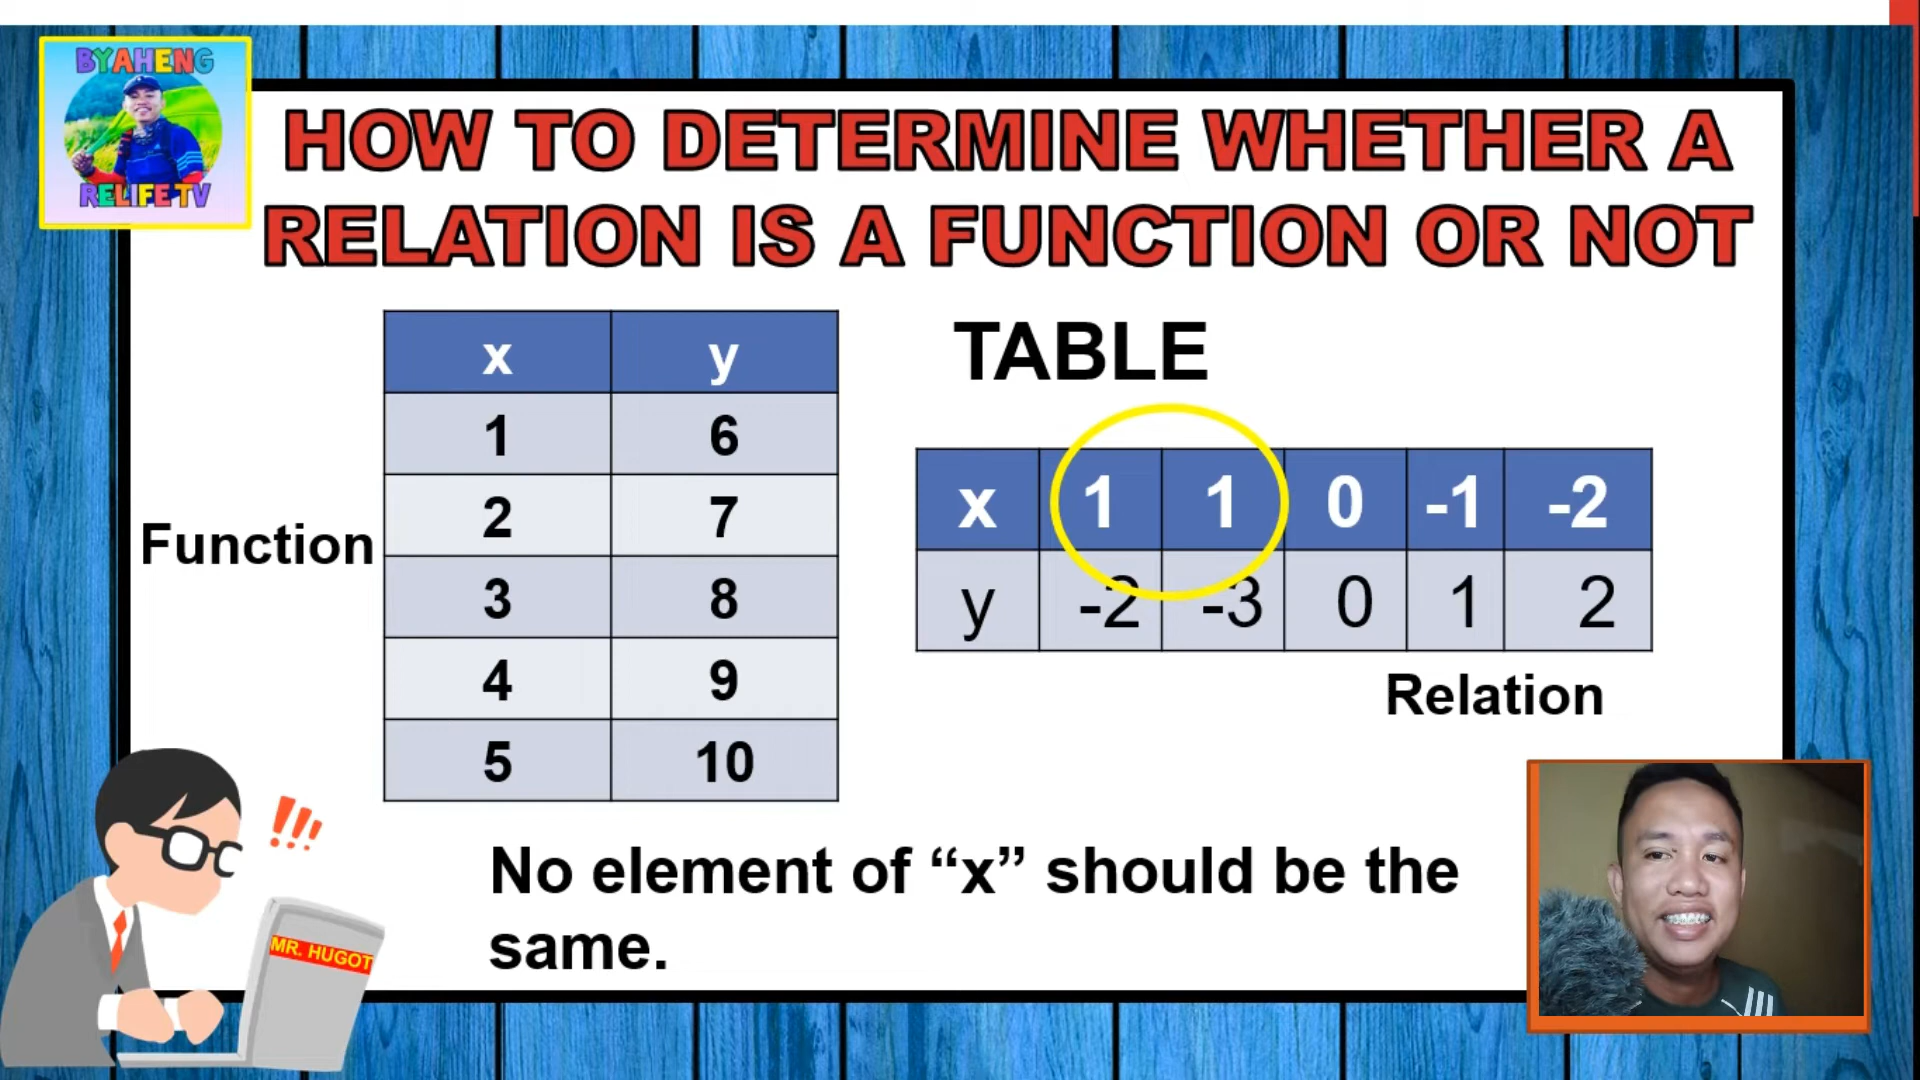 BYAHENG
RELIFE TV
HOW TO DETERMINE WHETHER A
RELATION IS A FUNCTION OR NOT
Function
x y
1 6
2 7
3 8
4 9
5 10
TABLE
x 1 1 0 -1 -2
y -2 -3 0 1 2
Relation
No element of “x” should be the
same.
MR. HUGOT